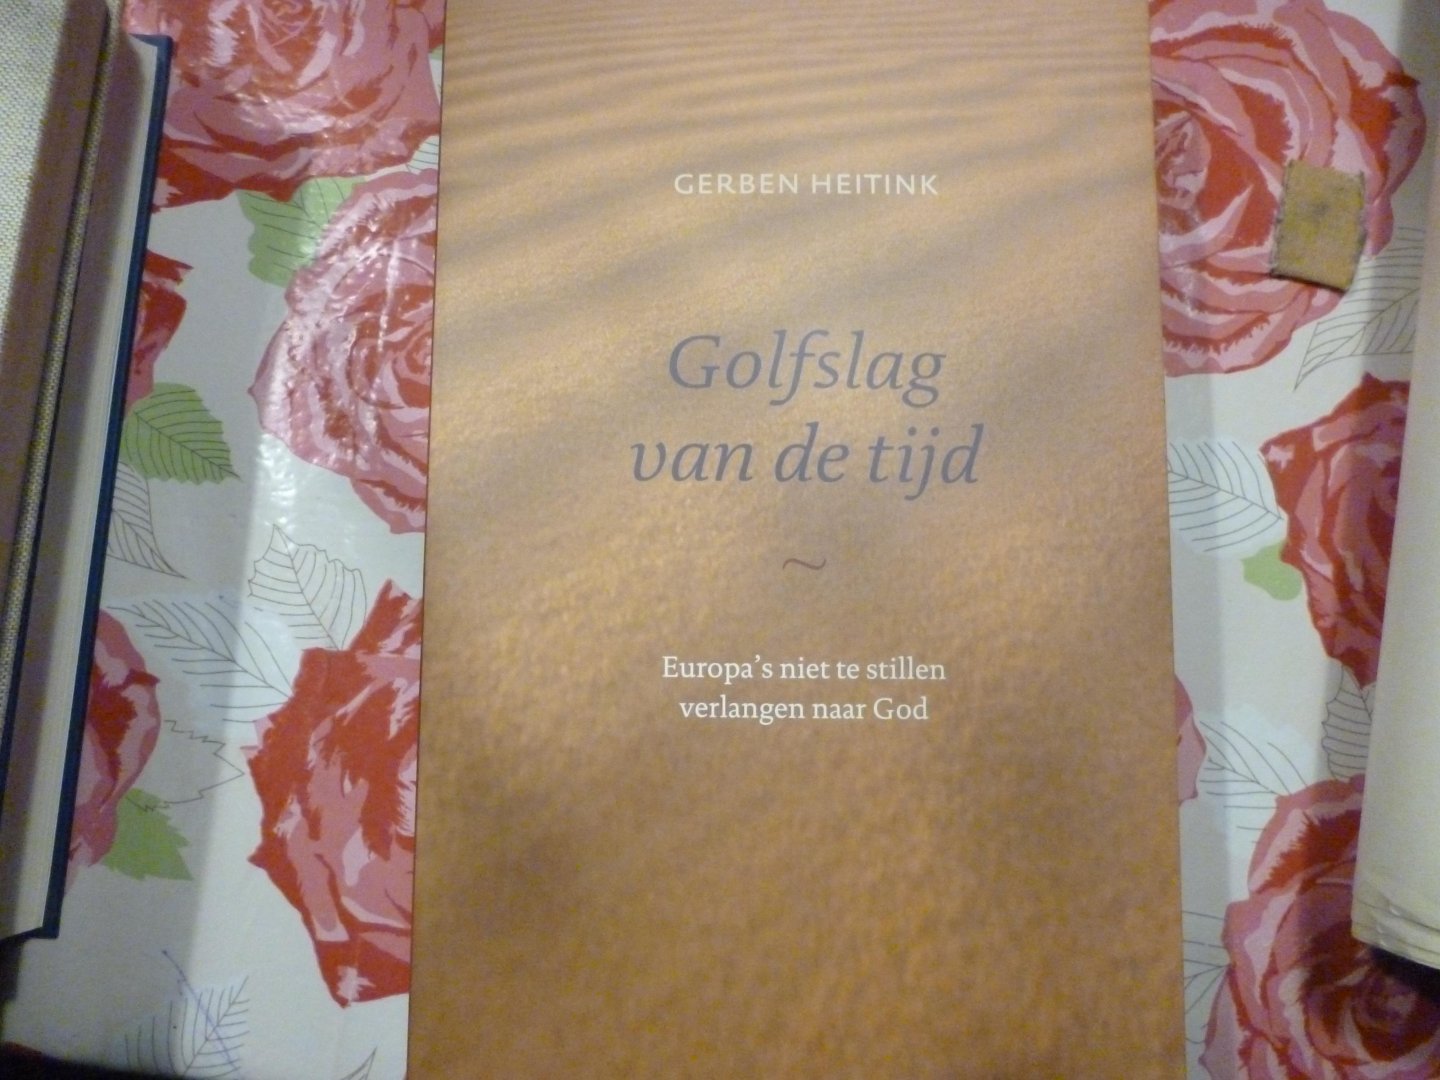 GERBEN HEITINK
Golfslag
van de tijd
~
Europa's niet te stillen
verlangen naar God